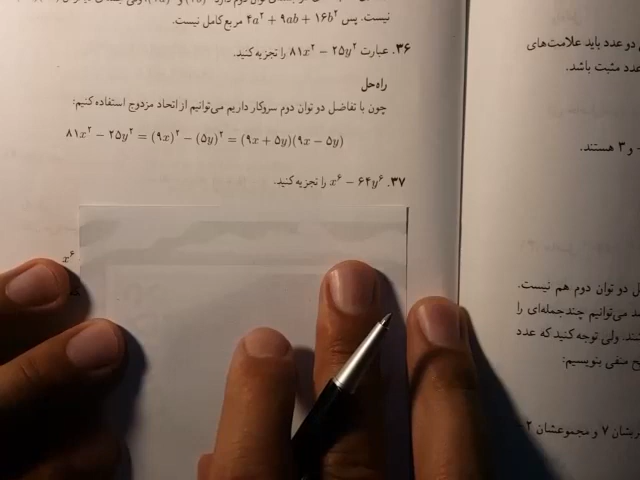 نیست. پس ۴a² + ۹ab + ۱۶b² مربع کامل نیست.
۳۶. عبارت ۸۱x² − ۲۵y² را تجزیه کنید.
راه‌حل
چون با تفاضل دو توان دوم سروکار داریم می‌توانیم از اتحاد مزدوج استفاده کنیم:
۸۱x² − ۲۵y² = (۹x)² − (۵y)² = (۹x + ۵y)(۹x − ۵y)
۳۷. x⁶ − ۶۴y⁶ را تجزیه کنید.
x⁶
دو عدد باید علامت‌های
عدد مثبت باشد.
و ۳ هستند.
دو توان دوم هم نیست.
می‌توانیم چندجمله‌ای را
ولی توجه کنید که عدد
منفی بنویسیم:
۷ و مجموعشان ۲